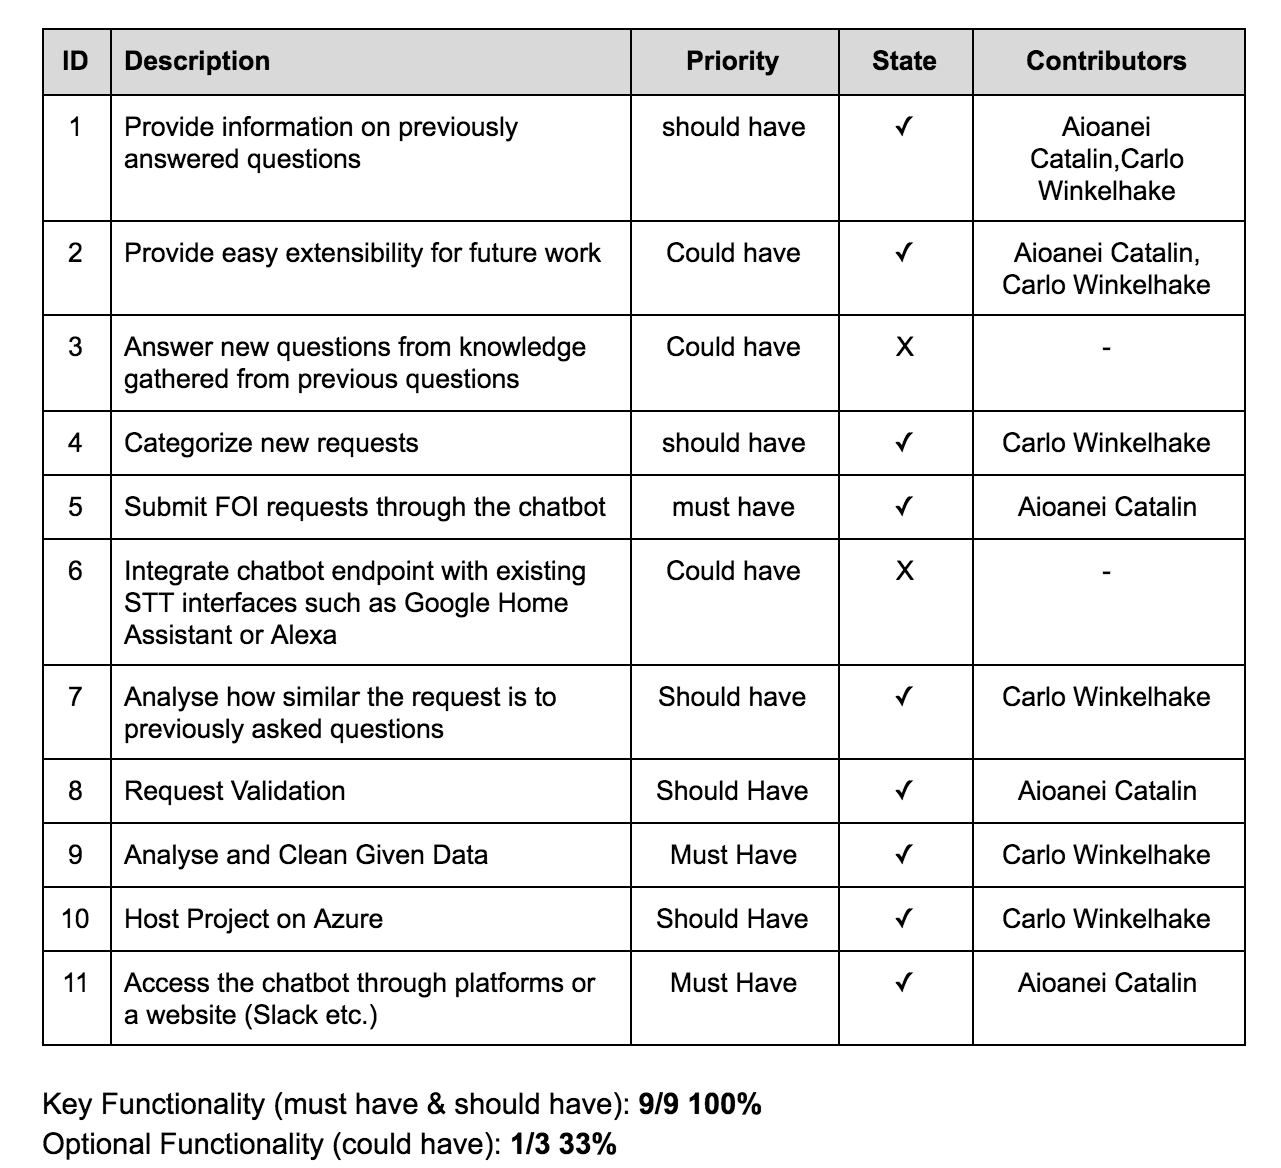 ID Description Priority State Contributors
1 Provide information on previously should have ✓ Aioanei
answered questions Catalin,Carlo
Winkelhake
2 Provide easy extensibility for future work Could have ✓ Aioanei Catalin,
Carlo Winkelhake
3 Answer new questions from knowledge Could have X -
gathered from previous questions
4 Categorize new requests should have ✓ Carlo Winkelhake
5 Submit FOI requests through the chatbot must have ✓ Aioanei Catalin
6 Integrate chatbot endpoint with existing Could have X -
STT interfaces such as Google Home
Assistant or Alexa
7 Analyse how similar the request is to Should have ✓ Carlo Winkelhake
previously asked questions
8 Request Validation Should Have ✓ Aioanei Catalin
9 Analyse and Clean Given Data Must Have ✓ Carlo Winkelhake
10 Host Project on Azure Should Have ✓ Carlo Winkelhake
11 Access the chatbot through platforms or Must Have ✓ Aioanei Catalin
a website (Slack etc.)
Key Functionality (must have & should have): 9/9 100%
Optional Functionality (could have): 1/3 33%